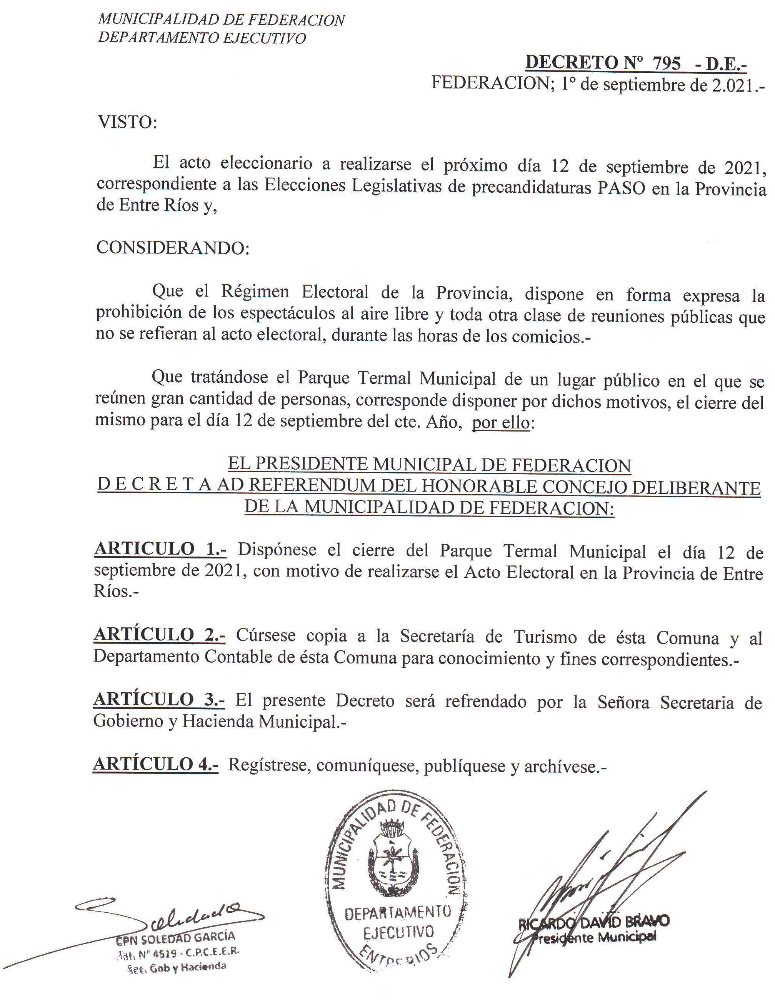 MUNICIPALIDAD DE FEDERACION
DEPARTAMENTO EJECUTIVO
DECRETO Nº 795 - D.E.-
FEDERACION; 1º de septiembre de 2.021.-
VISTO:
El acto eleccionario a realizarse el próximo día 12 de septiembre de 2021,
correspondiente a las Elecciones Legislativas de precandidaturas PASO en la Provincia
de Entre Ríos y,
CONSIDERANDO:
Que el Régimen Electoral de la Provincia, dispone en forma expresa la
prohibición de los espectáculos al aire libre y toda otra clase de reuniones públicas que
no se refieran al acto electoral, durante las horas de los comicios.-
Que tratándose el Parque Termal Municipal de un lugar público en el que se
reúnen gran cantidad de personas, corresponde disponer por dichos motivos, el cierre del
mismo para el día 12 de septiembre del cte. Año, por ello:
EL PRESIDENTE MUNICIPAL DE FEDERACION
D E C R E T A AD REFERENDUM DEL HONORABLE CONCEJO DELIBERANTE
DE LA MUNICIPALIDAD DE FEDERACION:
ARTICULO 1.- Dispónese el cierre del Parque Termal Municipal el día 12 de
septiembre de 2021, con motivo de realizarse el Acto Electoral en la Provincia de Entre
Ríos.-
ARTÍCULO 2.- Cúrsese copia a la Secretaría de Turismo de ésta Comuna y al
Departamento Contable de ésta Comuna para conocimiento y fines correspondientes.-
ARTÍCULO 3.- El presente Decreto será refrendado por la Señora Secretaria de
Gobierno y Hacienda Municipal.-
ARTÍCULO 4.- Regístrese, comuníquese, publíquese y archívese.-
MUNICIPALIDAD DE FEDERACION
DEPARTAMENTO
EJECUTIVO
ENTRE RIOS
Soledad
CPN SOLEDAD GARCÍA
Mat. Nº 4519 - C.P.C.E.E.R.
Sec. Gob y Hacienda
RICARDO DAVID BRAVO
Presidente Municipal